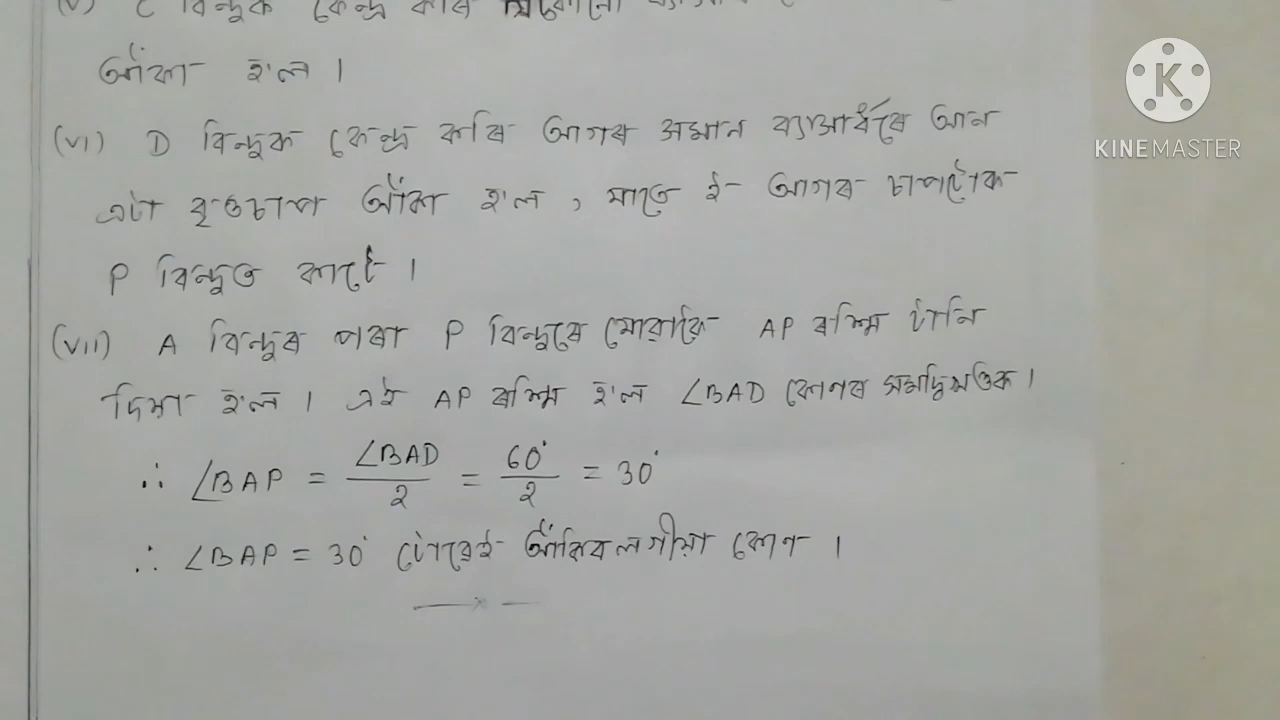 (v) C বিন্দুক কেন্দ্ৰ কৰি যিকোনো
আঁকা হ'ল ।
(vi) D বিন্দুক কেন্দ্ৰ কৰি আগৰ সমান ব্যাসাৰ্ধৰে আন
এটা বৃত্তচাপ আঁকা হ'ল , যাতে ই আগৰ চাপটোক
P বিন্দুত কাটে ।
(vii) A বিন্দুৰ পৰা P বিন্দুৰে যোৱাকৈ AP ৰশ্মি টানি
দিয়া হ'ল । এই AP ৰশ্মি হ'ল ∠BAD কোণৰ সমদ্বিখণ্ডক ।
∴ ∠BAP = ∠BAD/2 = 60°/2 = 30°
∴ ∠BAP = 30° টোৱেই আঁকিবলগীয়া কোণ ।
K
KINEMASTER